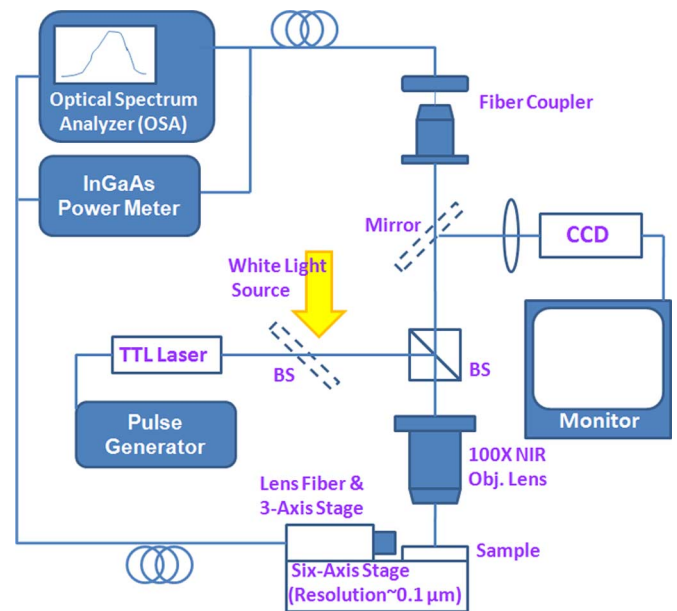 Optical Spectrum
Analyzer (OSA)
InGaAs
Power Meter
Fiber Coupler
Mirror
CCD
White Light
Source
TTL Laser
BS
BS
Monitor
Pulse
Generator
100X NIR
Obj. Lens
Lens Fiber &
3-Axis Stage
Sample
Six-Axis Stage
(Resolution~0.1 µm)